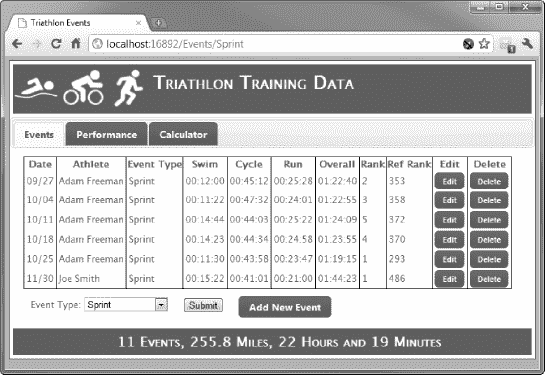 Triathlon Events
localhost:16892/Events/Sprint
Triathlon Training Data
Events Performance Calculator
Date Athlete Event Type Swim Cycle Run Overall Rank Ref Rank Edit Delete
09/27 Adam Freeman Sprint 00:12:00 00:45:12 00:25:28 01:22:40 2 353 Edit Delete
10/04 Adam Freeman Sprint 00:11:22 00:47:32 00:24:01 01:22:55 3 358 Edit Delete
10/11 Adam Freeman Sprint 00:14:44 00:44:03 00:25:22 01:24:09 5 372 Edit Delete
10/18 Adam Freeman Sprint 00:14:23 00:44:34 00:24:58 01:23:55 4 370 Edit Delete
10/25 Adam Freeman Sprint 00:11:30 00:43:58 00:23:47 01:19:15 1 293 Edit Delete
11/30 Joe Smith Sprint 00:15:22 00:41:01 00:21:00 01:44:23 1 486 Edit Delete
Event Type: Sprint Submit Add New Event
11 Events, 255.8 Miles, 22 Hours and 19 Minutes